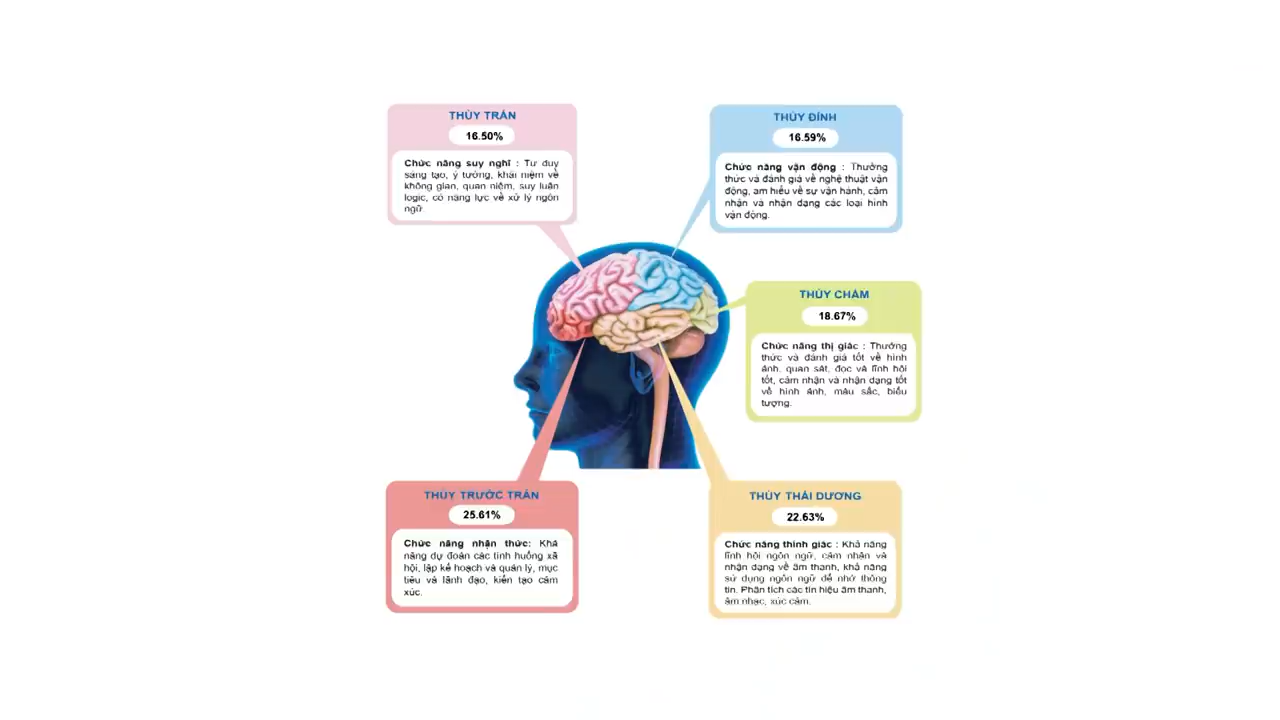 THÙY TRÁN
16.50%
Chức năng suy nghĩ : Tư duy
sáng tạo, ý tưởng, khái niệm về
không gian, quan niệm, suy luận
logic, có năng lực về xử lý ngôn
ngữ.
THÙY ĐỈNH
16.59%
Chức năng vận động : Thưởng
thức và đánh giá về nghệ thuật vận
động, am hiểu về sự vận hành, cảm
nhận và nhận dạng các loại hình
vận động.
THÙY CHẨM
18.67%
Chức năng thị giác : Thưởng
thức và đánh giá tốt về hình
ảnh, quan sát, đọc và lĩnh hội
tốt, cảm nhận và nhận dạng tốt
về hình ảnh, màu sắc, biểu
tượng.
THÙY TRƯỚC TRÁN
25.61%
Chức năng nhận thức: Khả
năng dự đoán các tình huống xã
hội, lập kế hoạch và quản lý, mục
tiêu và lãnh đạo, kiến tạo cảm
xúc.
THÙY THÁI DƯƠNG
22.63%
Chức năng thính giác : Khả năng
lĩnh hội ngôn ngữ, cảm nhận và
nhận dạng về âm thanh, khả năng
sử dụng ngôn ngữ để nhớ thông
tin. Phân tích các tín hiệu âm thanh,
âm nhạc, xúc cảm.